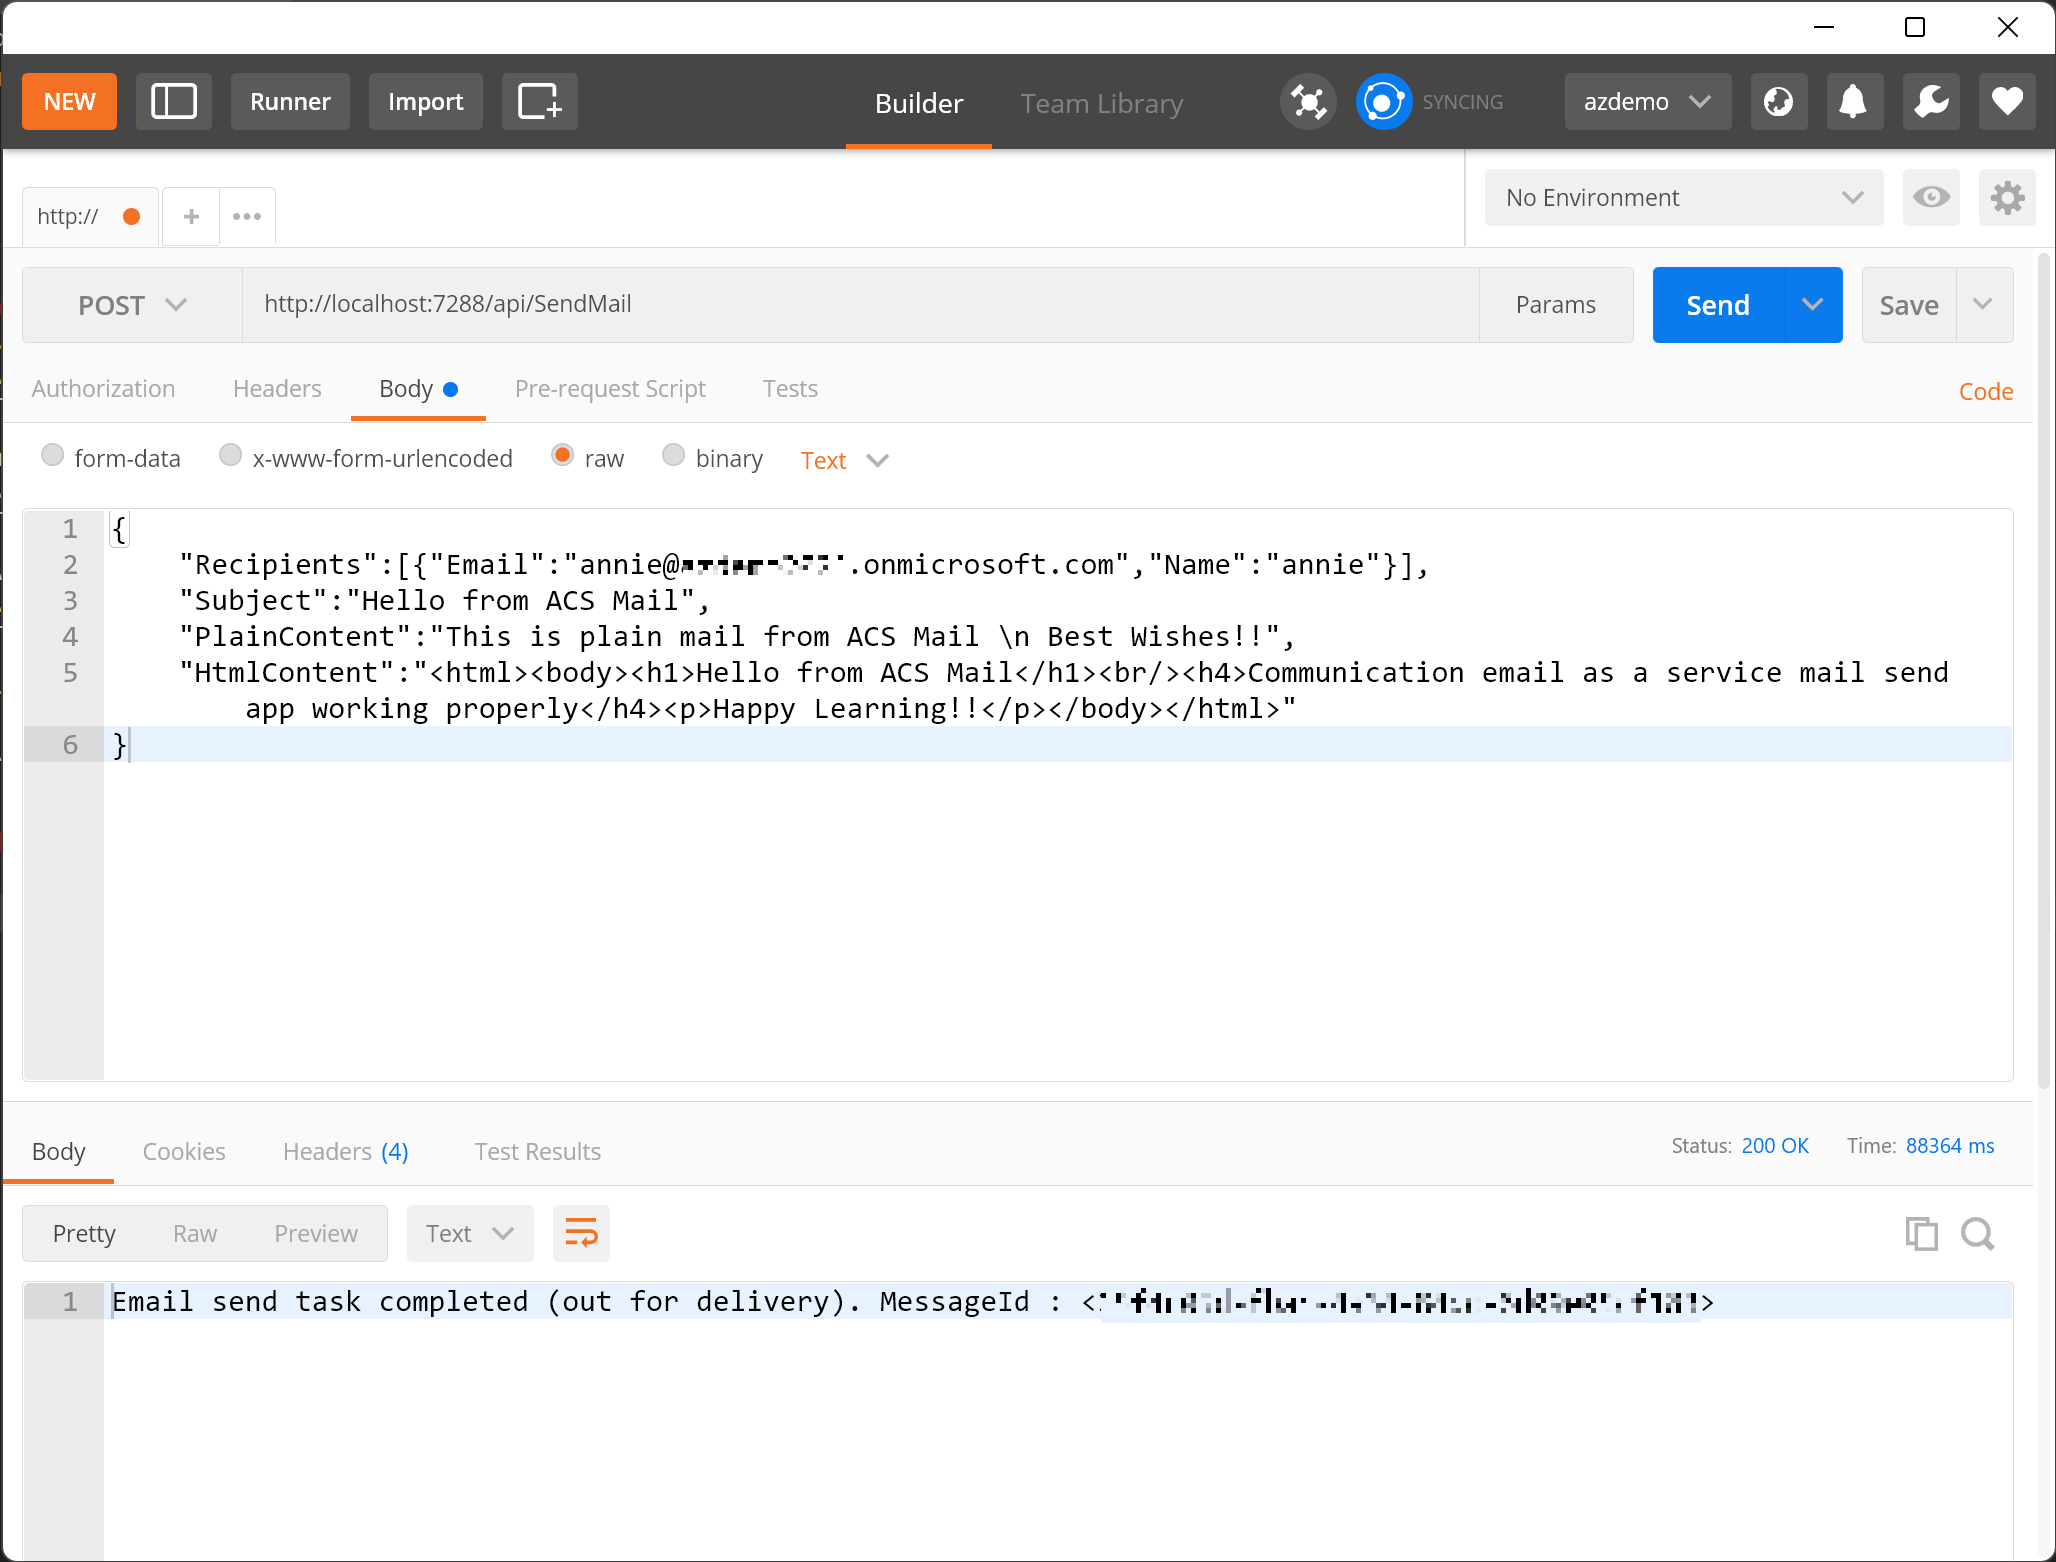 NEW Runner Import Builder Team Library SYNCING azdemo
http:// No Environment
POST http://localhost:7288/api/SendMail Params Send Save
Authorization Headers Body Pre-request Script Tests Code
form-data x-www-form-urlencoded raw binary Text
1 {
2 "Recipients":[{"Email":"annie@ .onmicrosoft.com","Name":"annie"}],
3 "Subject":"Hello from ACS Mail",
4 "PlainContent":"This is plain mail from ACS Mail \n Best Wishes!!",
5 "HtmlContent":"<html><body><h1>Hello from ACS Mail</h1><br/><h4>Communication email as a service mail send
app working properly</h4><p>Happy Learning!!</p></body></html>"
6 }
Body Cookies Headers (4) Test Results Status: 200 OK Time: 88364 ms
Pretty Raw Preview Text
1 Email send task completed (out for delivery). MessageId : < >